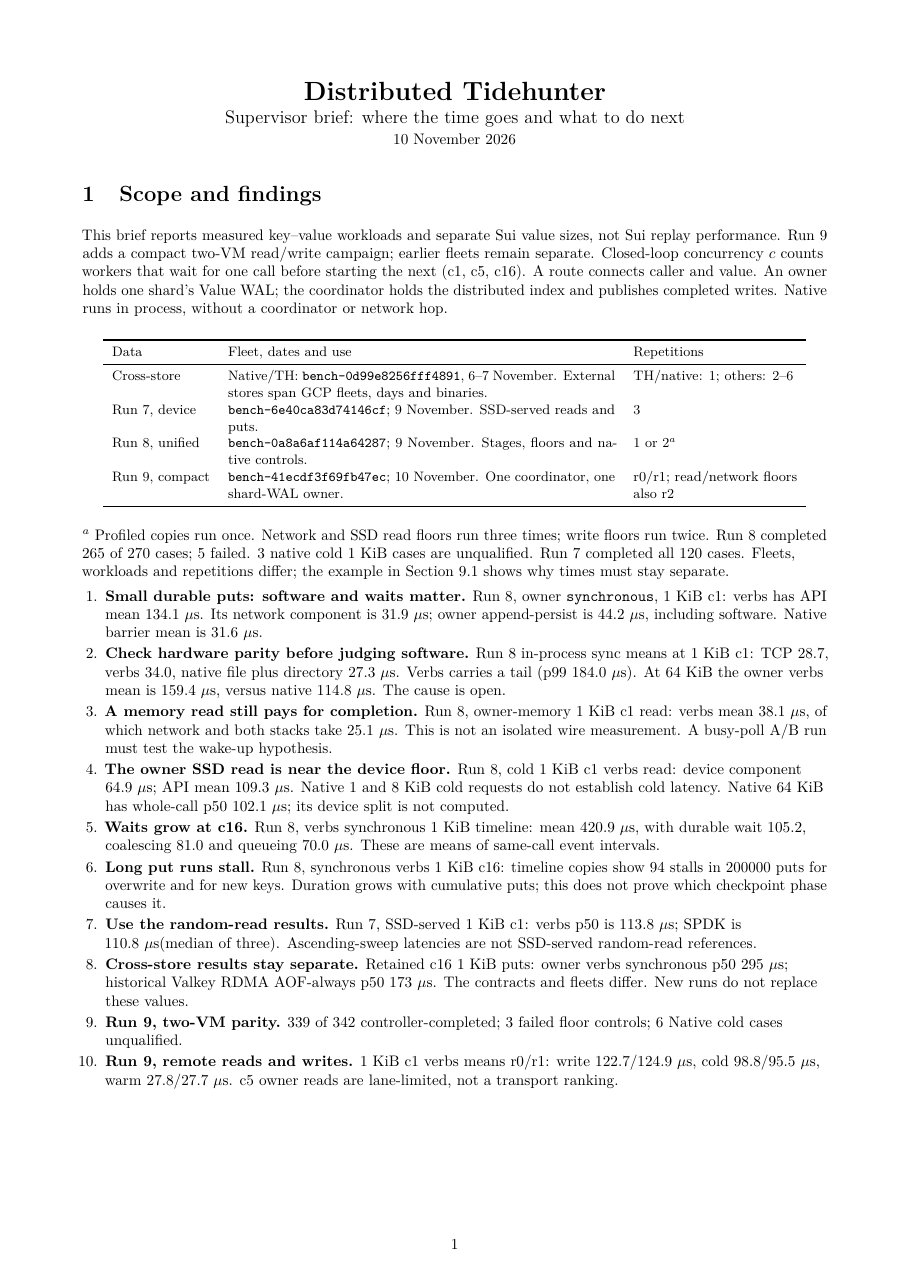 Distributed Tidehunter
Supervisor brief: where the time goes and what to do next
10 November 2026
1 Scope and findings
This brief reports measured key–value workloads and separate Sui value sizes, not Sui replay performance. Run 9
adds a compact two-VM read/write campaign; earlier fleets remain separate. Closed-loop concurrency c counts
workers that wait for one call before starting the next (c1, c5, c16). A route connects caller and value. An owner
holds one shard's Value WAL; the coordinator holds the distributed index and publishes completed writes. Native
runs in process, without a coordinator or network hop.
Data Fleet, dates and use Repetitions
Cross-store Native/TH: bench-0d99e8256fff4891, 6–7 November. External TH/native: 1; others: 2–6
stores span GCP fleets, days and binaries.
Run 7, device bench-6e40ca83d74146cf; 9 November. SSD-served reads and 3
puts.
Run 8, unified bench-0a8a6af114a64287; 9 November. Stages, floors and na- 1 or 2a
tive controls.
Run 9, compact bench-41ecdf3f69fb47ec; 10 November. One coordinator, one r0/r1; read/network floors
shard-WAL owner. also r2
a Profiled copies run once. Network and SSD read floors run three times; write floors run twice. Run 8 completed
265 of 270 cases; 5 failed. 3 native cold 1 KiB cases are unqualified. Run 7 completed all 120 cases. Fleets,
workloads and repetitions differ; the example in Section 9.1 shows why times must stay separate.
1. Small durable puts: software and waits matter. Run 8, owner synchronous, 1 KiB c1: verbs has API
mean 134.1 μs. Its network component is 31.9 μs; owner append-persist is 44.2 μs, including software. Native
barrier mean is 31.6 μs.
2. Check hardware parity before judging software. Run 8 in-process sync means at 1 KiB c1: TCP 28.7,
verbs 34.0, native file plus directory 27.3 μs. Verbs carries a tail (p99 184.0 μs). At 64 KiB the owner verbs
mean is 159.4 μs, versus native 114.8 μs. The cause is open.
3. A memory read still pays for completion. Run 8, owner-memory 1 KiB c1 read: verbs mean 38.1 μs, of
which network and both stacks take 25.1 μs. This is not an isolated wire measurement. A busy-poll A/B run
must test the wake-up hypothesis.
4. The owner SSD read is near the device floor. Run 8, cold 1 KiB c1 verbs read: device component
64.9 μs; API mean 109.3 μs. Native 1 and 8 KiB cold requests do not establish cold latency. Native 64 KiB
has whole-call p50 102.1 μs; its device split is not computed.
5. Waits grow at c16. Run 8, verbs synchronous 1 KiB timeline: mean 420.9 μs, with durable wait 105.2,
coalescing 81.0 and queueing 70.0 μs. These are means of same-call event intervals.
6. Long put runs stall. Run 8, synchronous verbs 1 KiB c16: timeline copies show 94 stalls in 200000 puts for
overwrite and for new keys. Duration grows with cumulative puts; this does not prove which checkpoint phase
causes it.
7. Use the random-read results. Run 7, SSD-served 1 KiB c1: verbs p50 is 113.8 μs; SPDK is
110.8 μs(median of three). Ascending-sweep latencies are not SSD-served random-read references.
8. Cross-store results stay separate. Retained c16 1 KiB puts: owner verbs synchronous p50 295 μs;
historical Valkey RDMA AOF-always p50 173 μs. The contracts and fleets differ. New runs do not replace
these values.
9. Run 9, two-VM parity. 339 of 342 controller-completed; 3 failed floor controls; 6 Native cold cases
unqualified.
10. Run 9, remote reads and writes. 1 KiB c1 verbs means r0/r1: write 122.7/124.9 μs, cold 98.8/95.5 μs,
warm 27.8/27.7 μs. c5 owner reads are lane-limited, not a transport ranking.
1